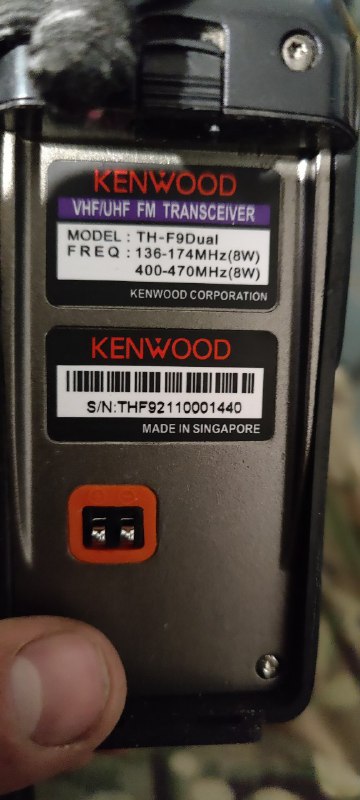 KENWOOD
VHF/UHF FM TRANSCEIVER
MODEL : TH-F9Dual
FREQ : 136-174MHz(8W)
400-470MHz(8W)
KENWOOD CORPORATION
KENWOOD
S/N:THF92110001440
MADE IN SINGAPORE